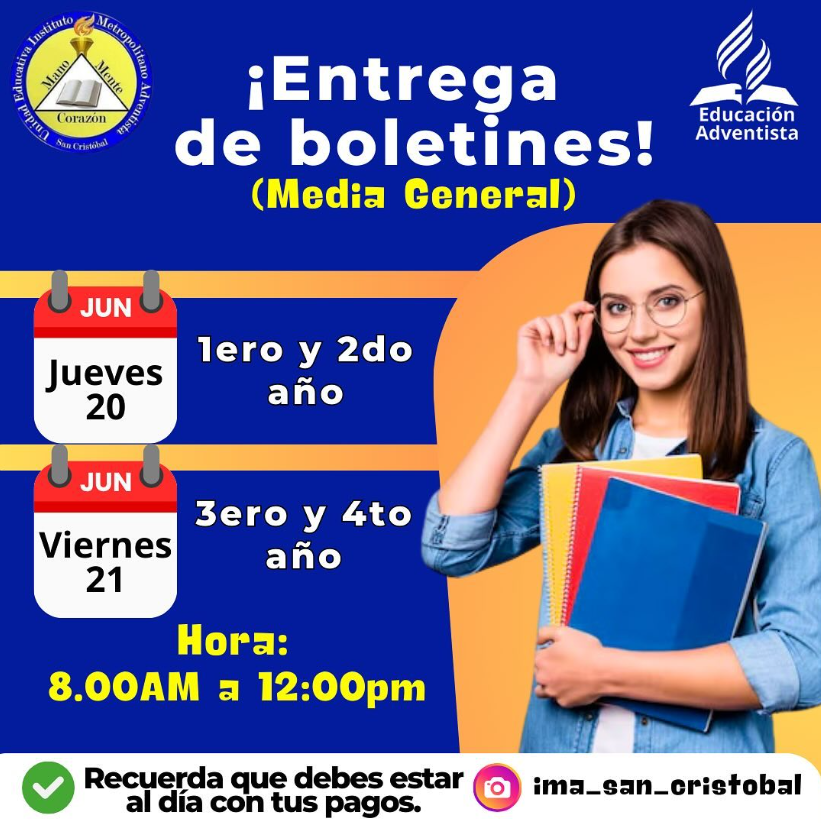 Unidad Educativa Instituto Metropolitano Adventista
Mano
Mente
Corazón
San Cristóbal
¡Entrega
de boletines!
(Media General)
Educación
Adventista
JUN
Jueves
20
1ero y 2do
año
JUN
Viernes
21
3ero y 4to
año
Hora:
8.00AM a 12:00pm
Recuerda que debes estar
al día con tus pagos.
ima_san_cristobal